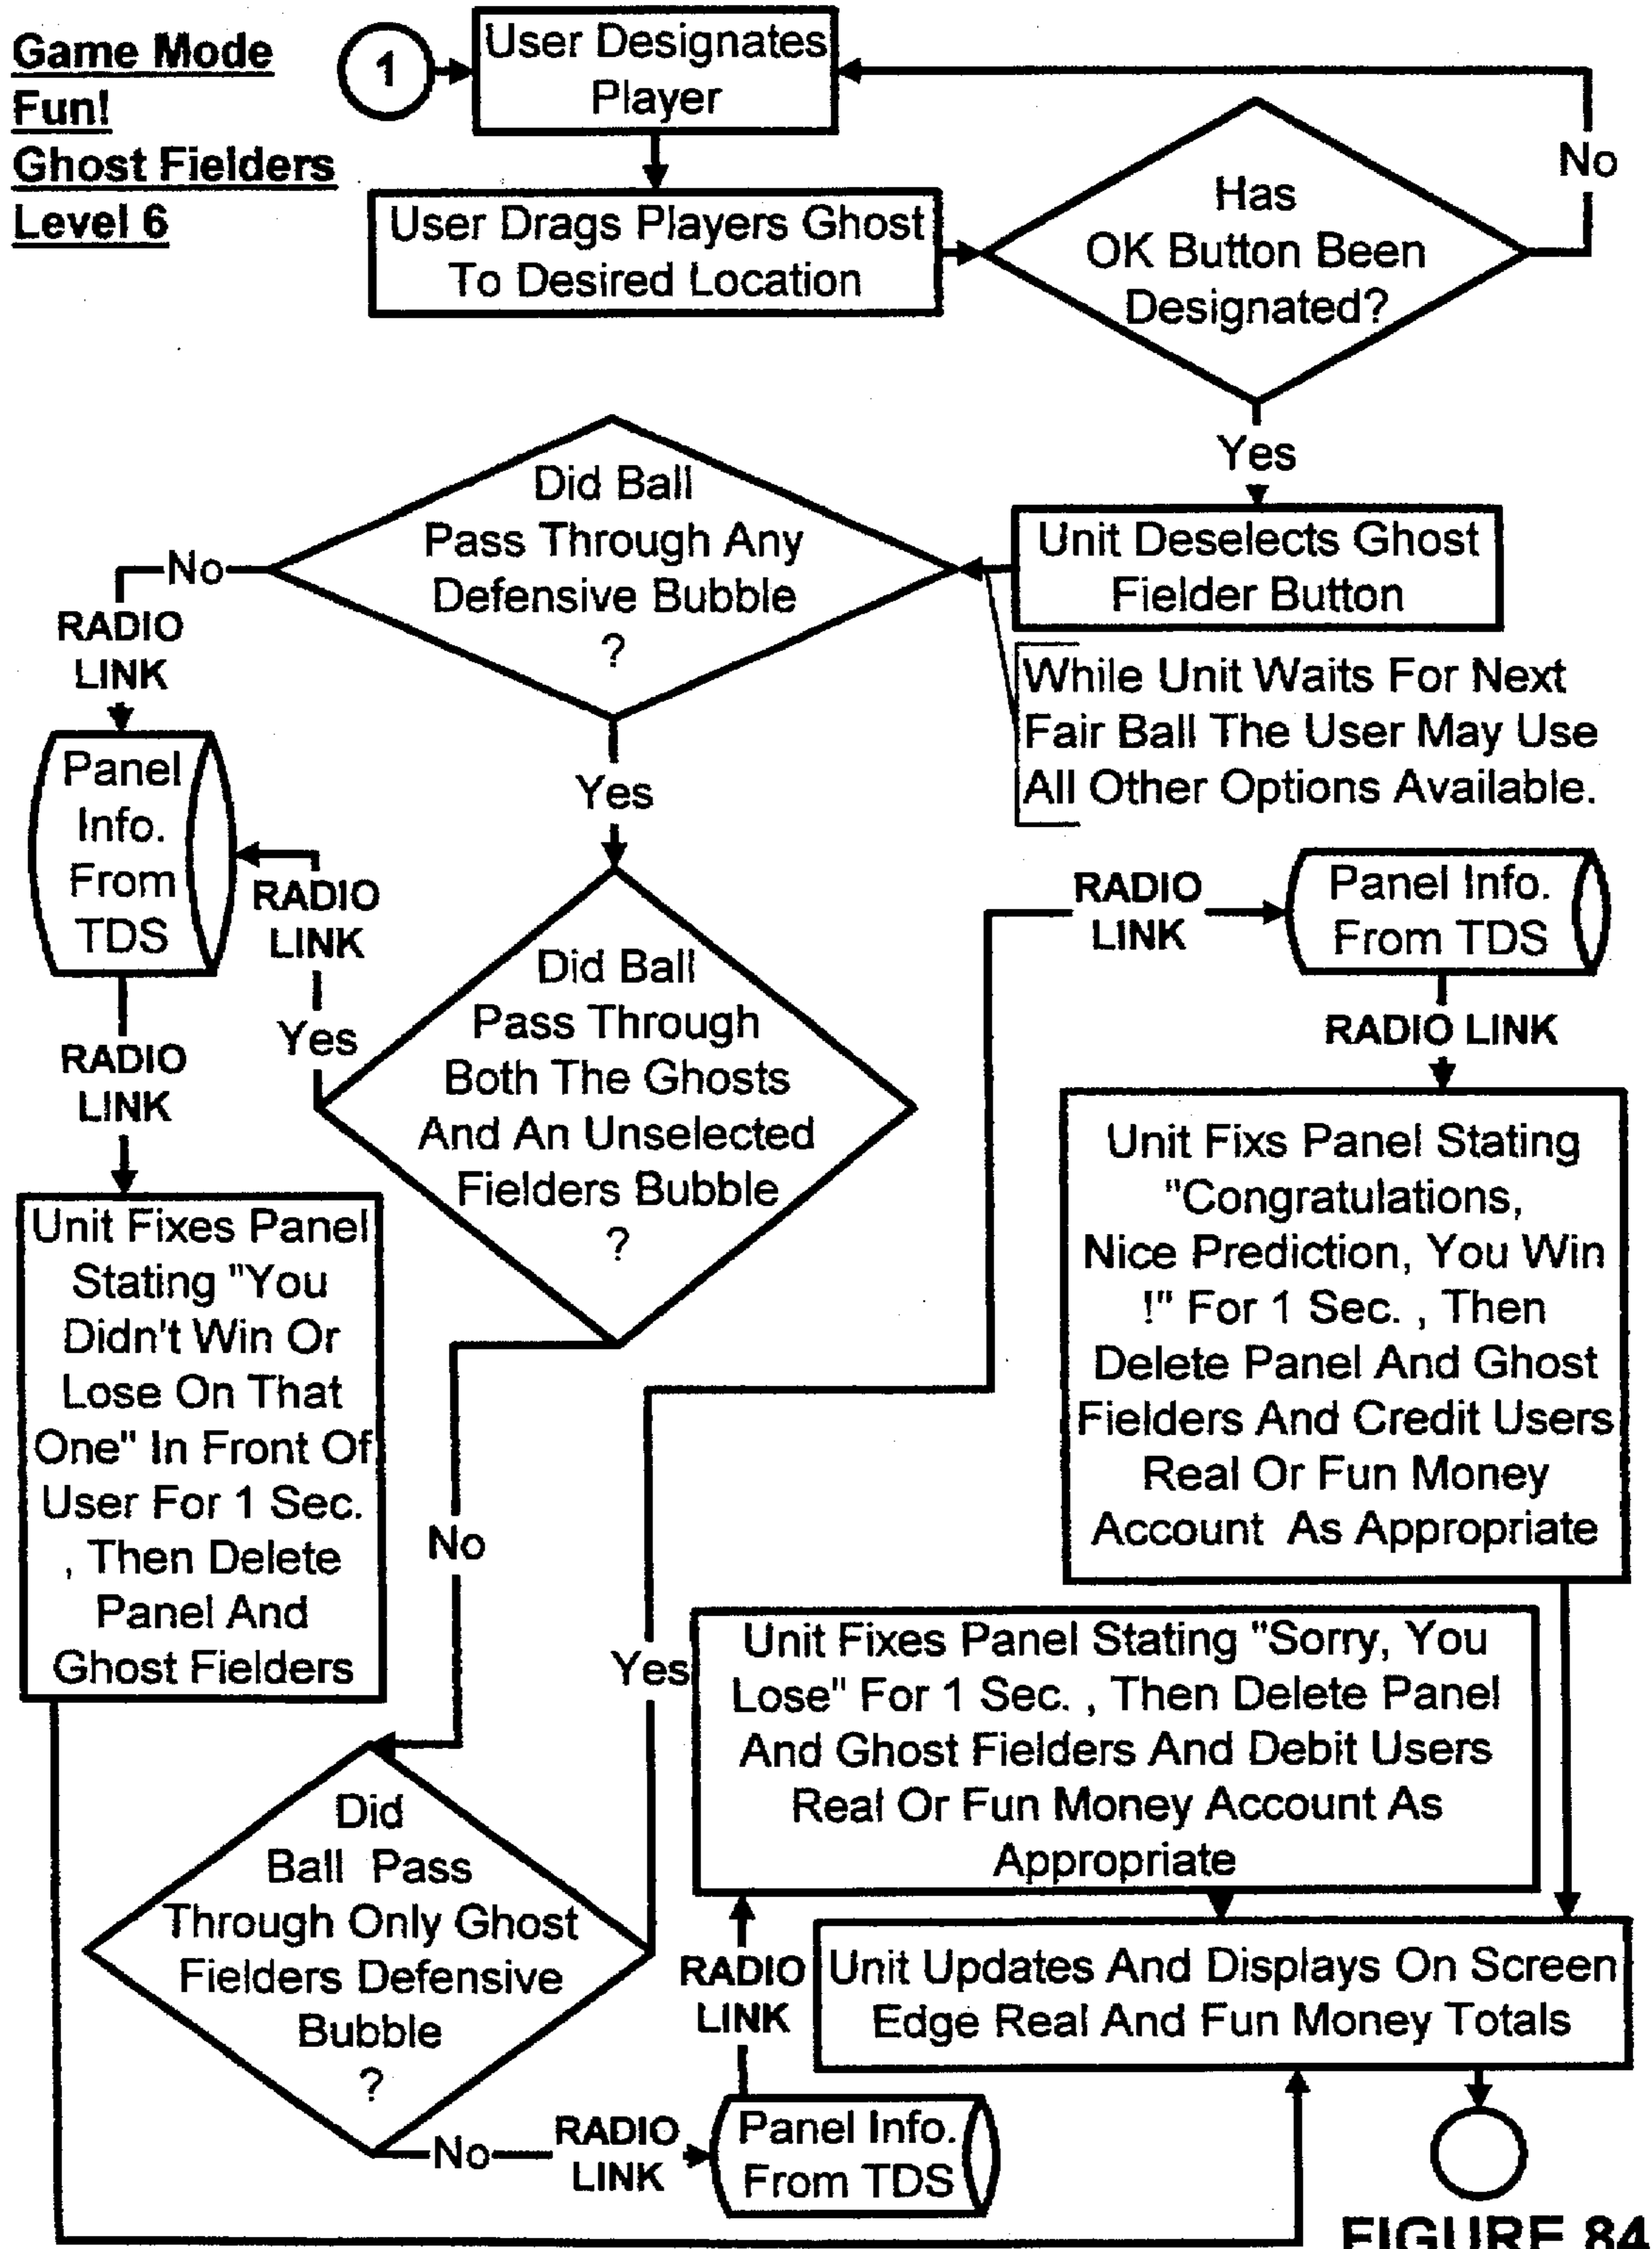 Game Mode
Fun!
Ghost Fielders
Level 6
1
User Designates
Player
User Drags Players Ghost
To Desired Location
Has
OK Button Been
Designated?
No
Yes
Unit Deselects Ghost
Fielder Button
While Unit Waits For Next
Fair Ball The User May Use
All Other Options Available.
Did Ball
Pass Through Any
Defensive Bubble
?
No
RADIO
LINK
Panel
Info.
From
TDS
Yes
RADIO
LINK
Yes
Did Ball
Pass Through
Both The Ghosts
And An Unselected
Fielders Bubble
?
RADIO
LINK
Unit Fixes Panel
Stating "You
Didn't Win Or
Lose On That
One" In Front Of
User For 1 Sec.
, Then Delete
Panel And
Ghost Fielders
No
Did
Ball Pass
Through Only Ghost
Fielders Defensive
Bubble
?
Yes
RADIO
LINK
Panel Info.
From TDS
RADIO LINK
Unit Fixs Panel Stating
"Congratulations,
Nice Prediction, You Win
!" For 1 Sec. , Then
Delete Panel And Ghost
Fielders And Credit Users
Real Or Fun Money
Account As Appropriate
No
RADIO
LINK
Panel Info.
From TDS
RADIO
LINK
Unit Fixes Panel Stating "Sorry, You
Lose" For 1 Sec. , Then Delete Panel
And Ghost Fielders And Debit Users
Real Or Fun Money Account As
Appropriate
Unit Updates And Displays On Screen
Edge Real And Fun Money Totals
FIGURE 84